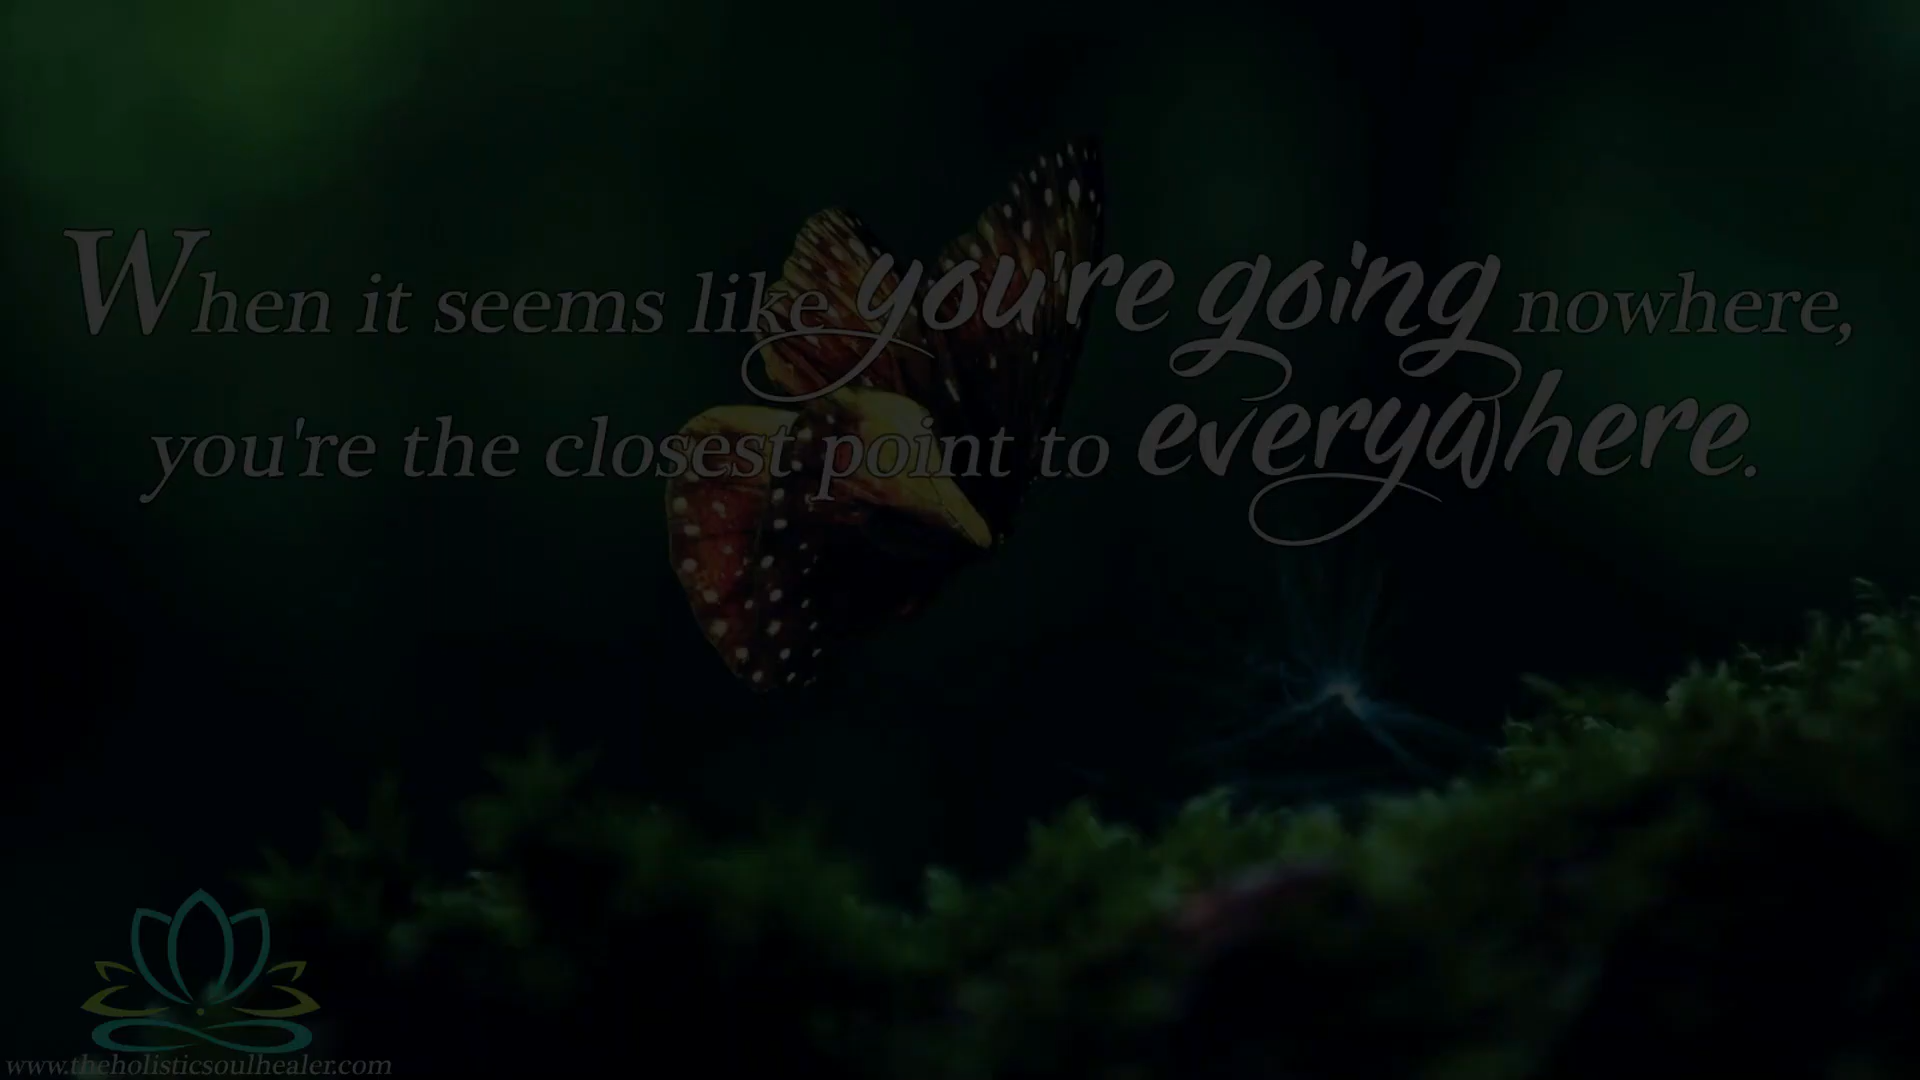 When it seems like you're going nowhere,
you're the closest point to everywhere.
www.theholisticsoulhealer.com